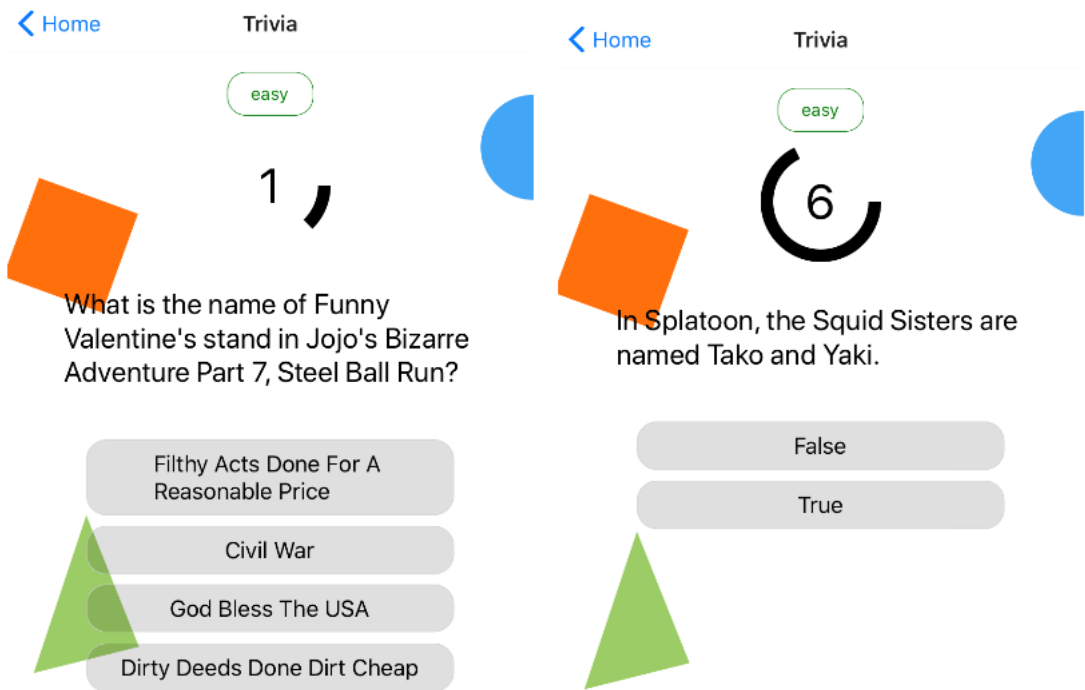 Home
Trivia
easy
1
What is the name of Funny
Valentine's stand in Jojo's Bizarre
Adventure Part 7, Steel Ball Run?
Filthy Acts Done For A
Reasonable Price
Civil War
God Bless The USA
Dirty Deeds Done Dirt Cheap
Home
Trivia
easy
6
In Splatoon, the Squid Sisters are
named Tako and Yaki.
False
True